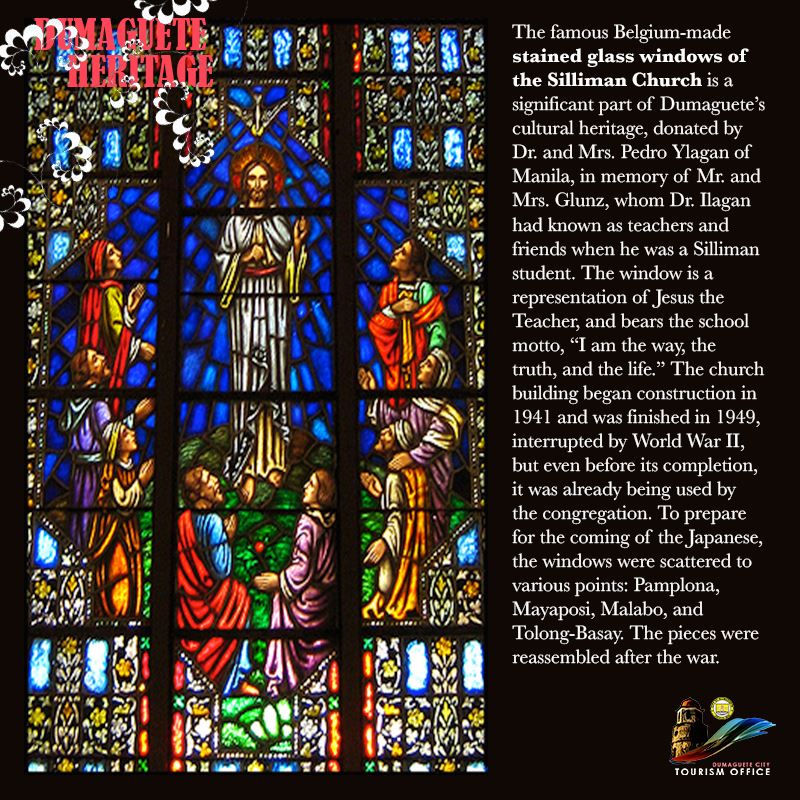 DUMAGUETE
HERITAGE
The famous Belgium-made
stained glass windows of
the Silliman Church is a
significant part of Dumaguete’s
cultural heritage, donated by
Dr. and Mrs. Pedro Ylagan of
Manila, in memory of Mr. and
Mrs. Glunz, whom Dr. Ilagan
had known as teachers and
friends when he was a Silliman
student. The window is a
representation of Jesus the
Teacher, and bears the school
motto, “I am the way, the
truth, and the life.” The church
building began construction in
1941 and was finished in 1949,
interrupted by World War II,
but even before its completion,
it was already being used by
the congregation. To prepare
for the coming of the Japanese,
the windows were scattered to
various points: Pamplona,
Mayaposi, Malabo, and
Tolong-Basay. The pieces were
reassembled after the war.
DUMAGUETE CITY
TOURISM OFFICE